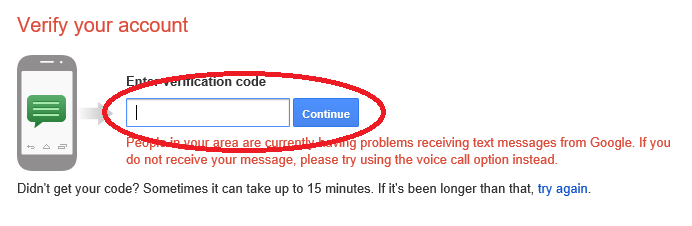 Verify your account
Enter verification code
Continue
People in your area are currently having problems receiving text messages from Google. If you
do not receive your message, please try using the voice call option instead.
Didn't get your code? Sometimes it can take up to 15 minutes. If it's been longer than that, try again.